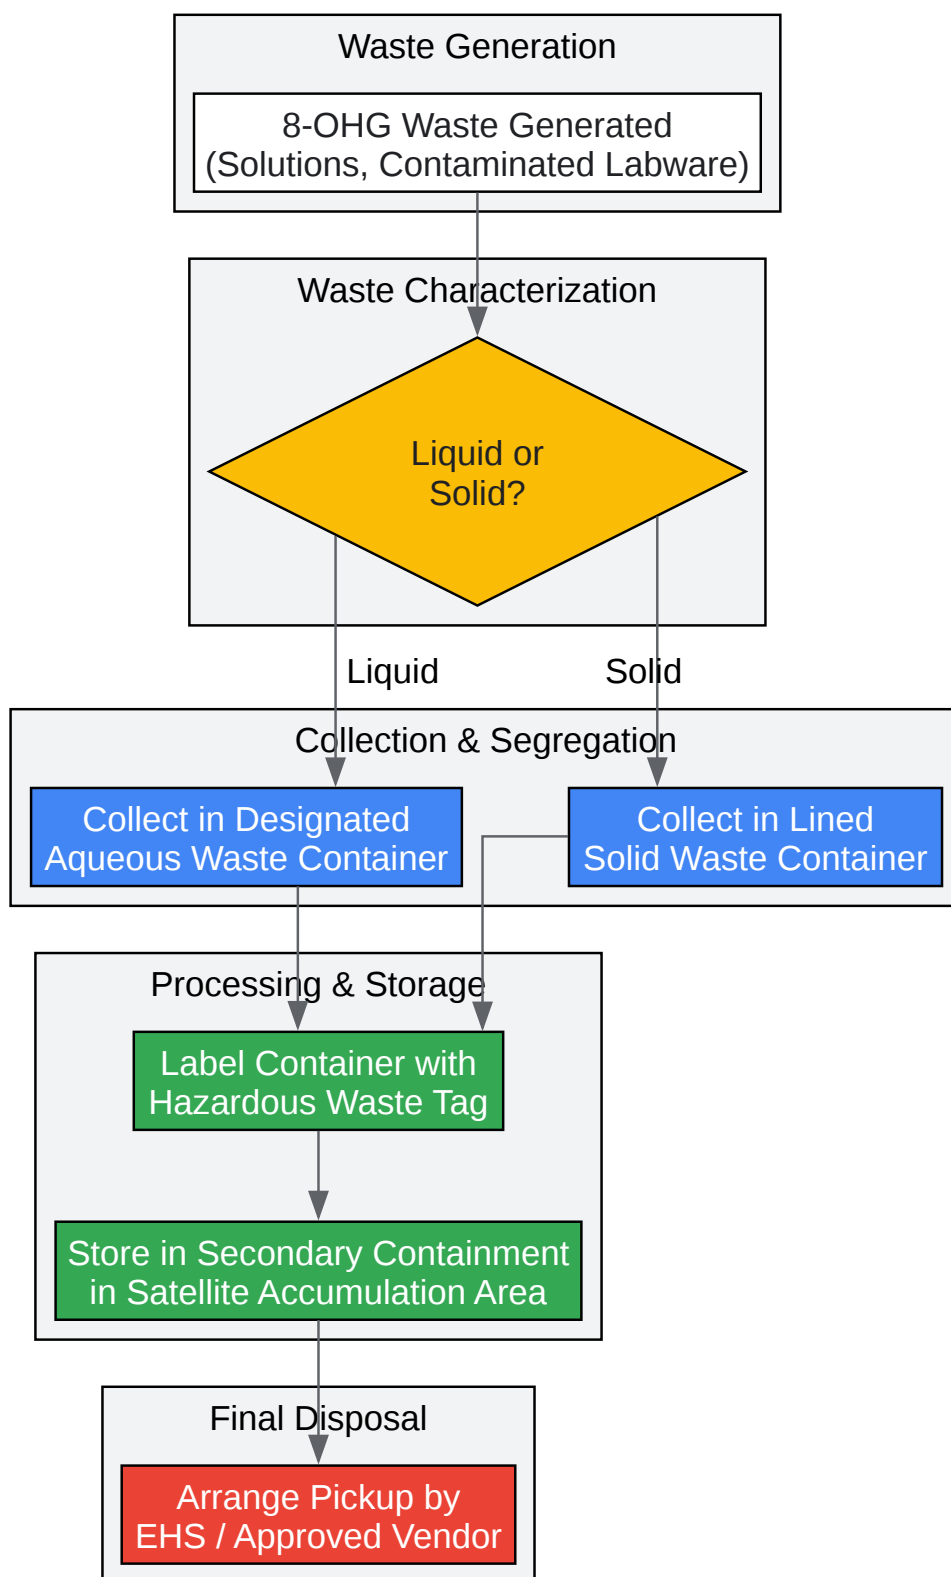 Waste Generation
8-OHG Waste Generated
(Solutions, Contaminated Labware)
Waste Characterization
Liquid or
Solid?
Liquid
Solid
Collection & Segregation
Collect in Designated
Aqueous Waste Container
Collect in Lined
Solid Waste Container
Processing & Storage
Label Container with
Hazardous Waste Tag
Store in Secondary Containment
in Satellite Accumulation Area
Final Disposal
Arrange Pickup by
EHS / Approved Vendor